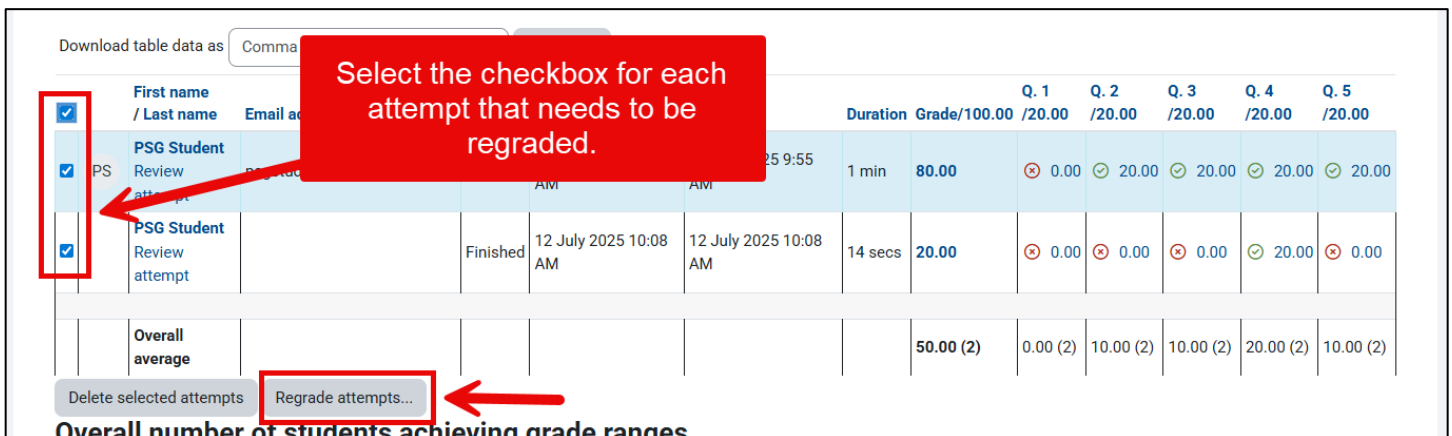 Download table data as Comma
Select the checkbox for each
attempt that needs to be
regraded.
First name
/ Last name
Email
Duration
Grade/100.00
Q. 1
/20.00
Q. 2
/20.00
Q. 3
/20.00
Q. 4
/20.00
Q. 5
/20.00
PS
PSG Student
Review
attempt
AM
9:55
AM
1 min
80.00
0.00
20.00
20.00
20.00
20.00
PSG Student
Review
attempt
Finished
12 July 2025 10:08
AM
12 July 2025 10:08
AM
14 secs
20.00
0.00
0.00
0.00
20.00
0.00
Overall
average
50.00 (2)
0.00 (2)
10.00 (2)
10.00 (2)
20.00 (2)
10.00 (2)
Delete selected attempts
Regrade attempts...
Overall number of students achieving grade ranges